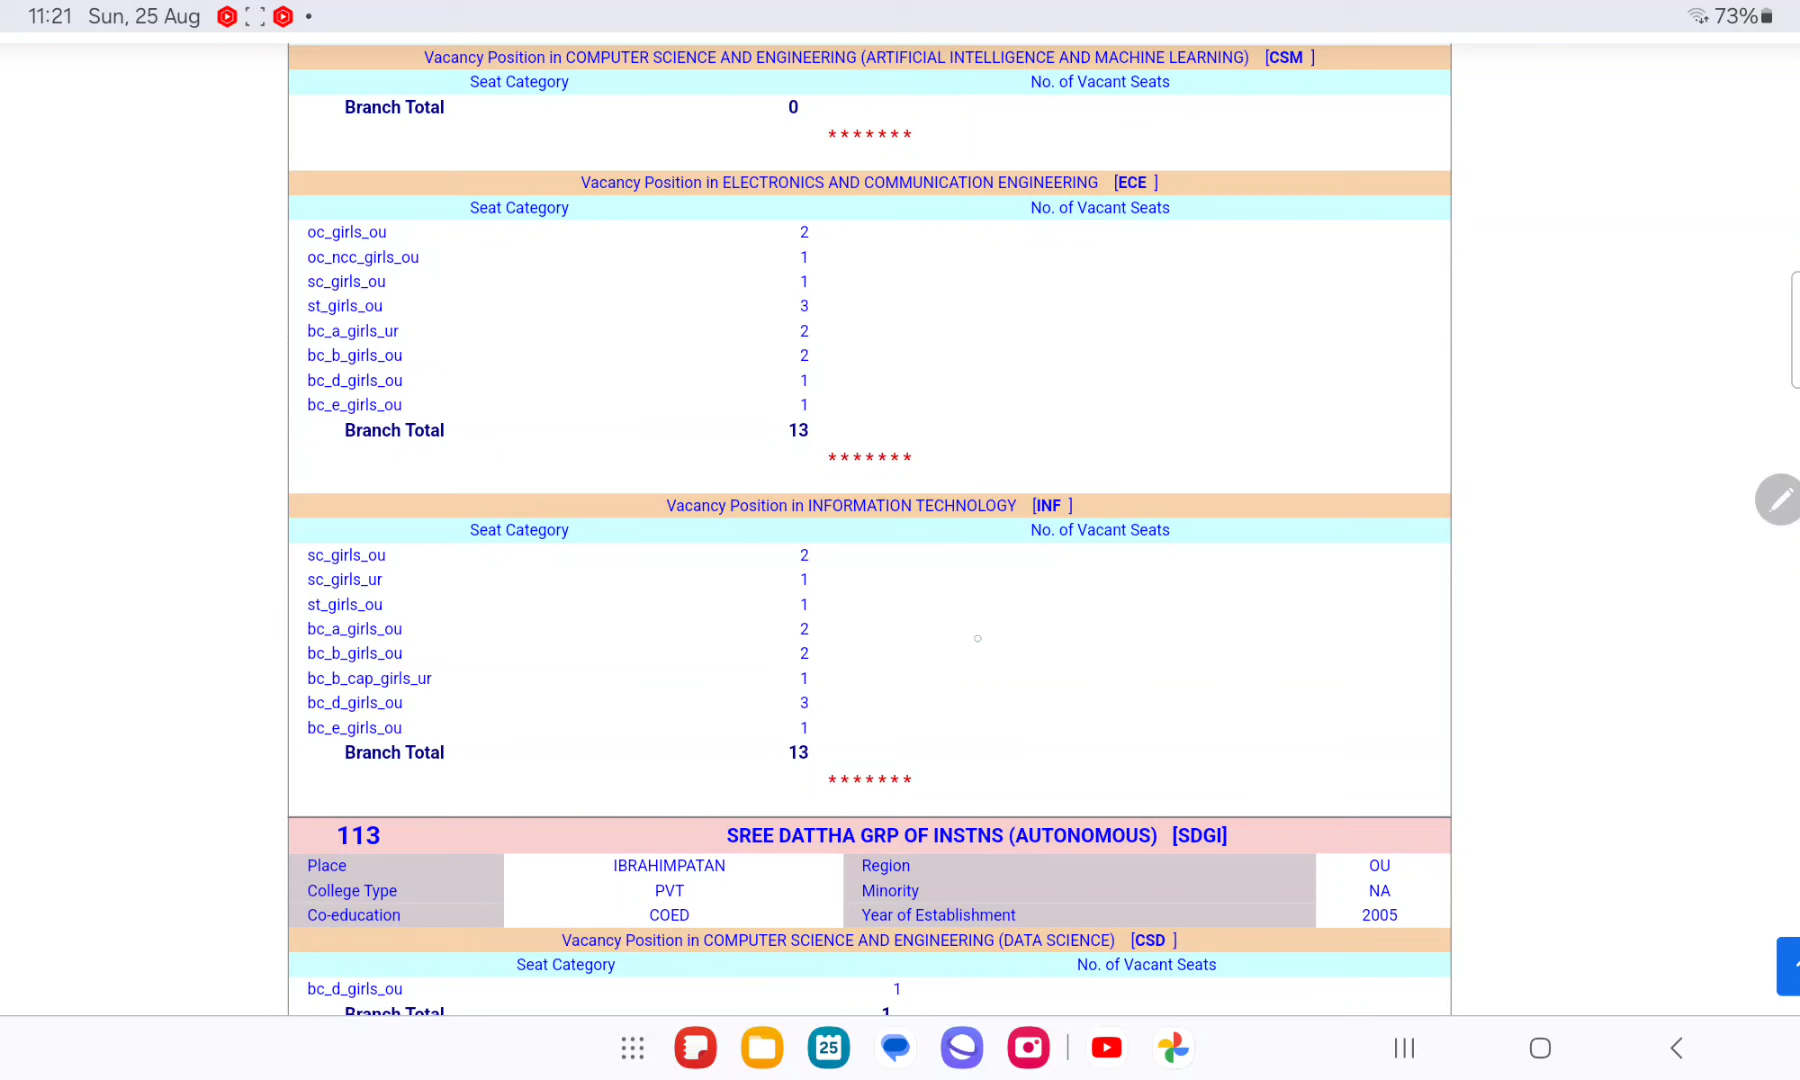 11:21 Sun, 25 Aug 73%
Vacancy Position in COMPUTER SCIENCE AND ENGINEERING (ARTIFICIAL INTELLIGENCE AND MACHINE LEARNING) [CSM ]
Seat Category No. of Vacant Seats
Branch Total 0
*******
Vacancy Position in ELECTRONICS AND COMMUNICATION ENGINEERING [ECE ]
Seat Category No. of Vacant Seats
oc_girls_ou 2
oc_ncc_girls_ou 1
sc_girls_ou 1
st_girls_ou 3
bc_a_girls_ur 2
bc_b_girls_ou 2
bc_d_girls_ou 1
bc_e_girls_ou 1
Branch Total 13
*******
Vacancy Position in INFORMATION TECHNOLOGY [INF ]
Seat Category No. of Vacant Seats
sc_girls_ou 2
sc_girls_ur 1
st_girls_ou 1
bc_a_girls_ou 2
bc_b_girls_ou 2
bc_b_cap_girls_ur 1
bc_d_girls_ou 3
bc_e_girls_ou 1
Branch Total 13
*******
113 SREE DATTHA GRP OF INSTNS (AUTONOMOUS) [SDGI]
Place IBRAHIMPATAN Region OU
College Type PVT Minority NA
Co-education COED Year of Establishment 2005
Vacancy Position in COMPUTER SCIENCE AND ENGINEERING (DATA SCIENCE) [CSD ]
Seat Category No. of Vacant Seats
bc_d_girls_ou 1
Branch Total 1
25